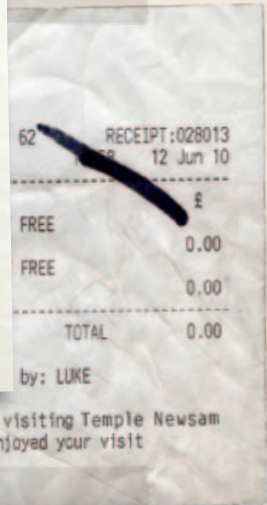 62 RECEIPT:028013
12 Jun 10
£
FREE
0.00
FREE
0.00
TOTAL 0.00
by: LUKE
visiting Temple Newsam
njoyed your visit